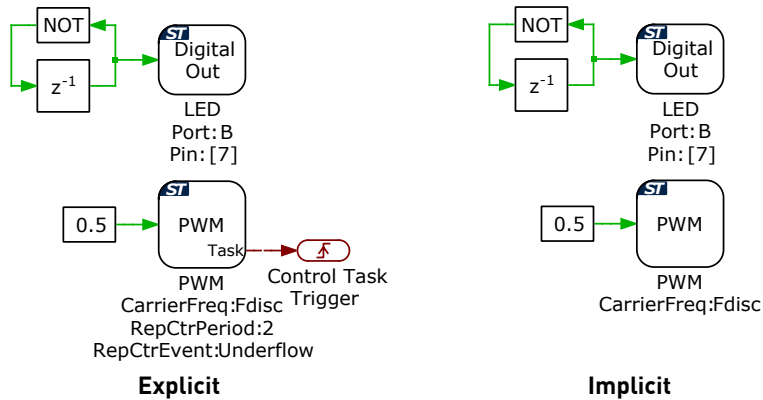 NOT
z⁻¹
ST
Digital
Out
LED
Port:B
Pin:[7]
0.5
ST
PWM
Task
PWM
CarrierFreq:Fdisc
RepCtrPeriod:2
RepCtrEvent:Underflow
Control Task
Trigger
Explicit
NOT
z⁻¹
ST
Digital
Out
LED
Port:B
Pin:[7]
0.5
ST
PWM
PWM
CarrierFreq:Fdisc
Implicit